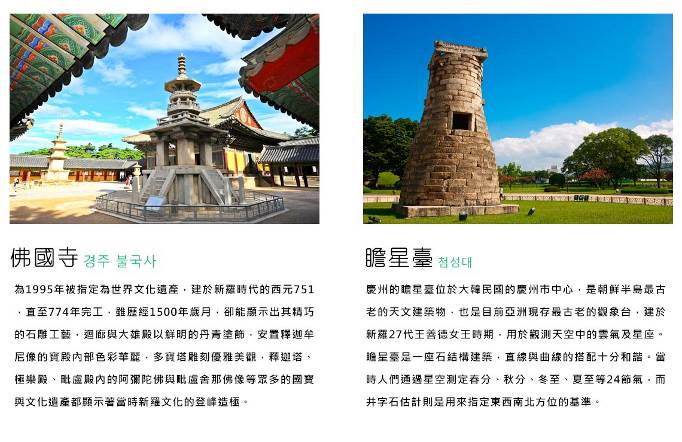 佛國寺 경주 불국사
為1995年被指定為世界文化遺產，建於新羅時代的西元751
，直至774年完工，雖歷經1500年歲月，卻能顯示出其精巧
的石雕工藝，迴廊與大雄殿以鮮明的丹青塗飾，安置釋迦牟
尼像的寶殿內部色彩華麗，多寶塔雕刻優雅美觀，釋迦塔、
極樂殿、毗盧殿內的阿彌陀佛與毗盧舍那佛像等眾多的國寶
與文化遺產都顯示著當時新羅文化的登峰造極。
瞻星臺 첨성대
慶州的瞻星臺位於大韓民國的慶州市中心，是朝鮮半島最古
老的天文建築物，也是目前亞洲現存最古老的觀象台，建於
新羅27代王善德女王時期，用於觀測天空中的雲氣及星座。
瞻星臺是一座石結構建築，直線與曲線的搭配十分和諧。當
時人們通過星空測定春分、秋分、冬至、夏至等24節氣，而
井字石估計則是用來指定東西南北方位的基準。